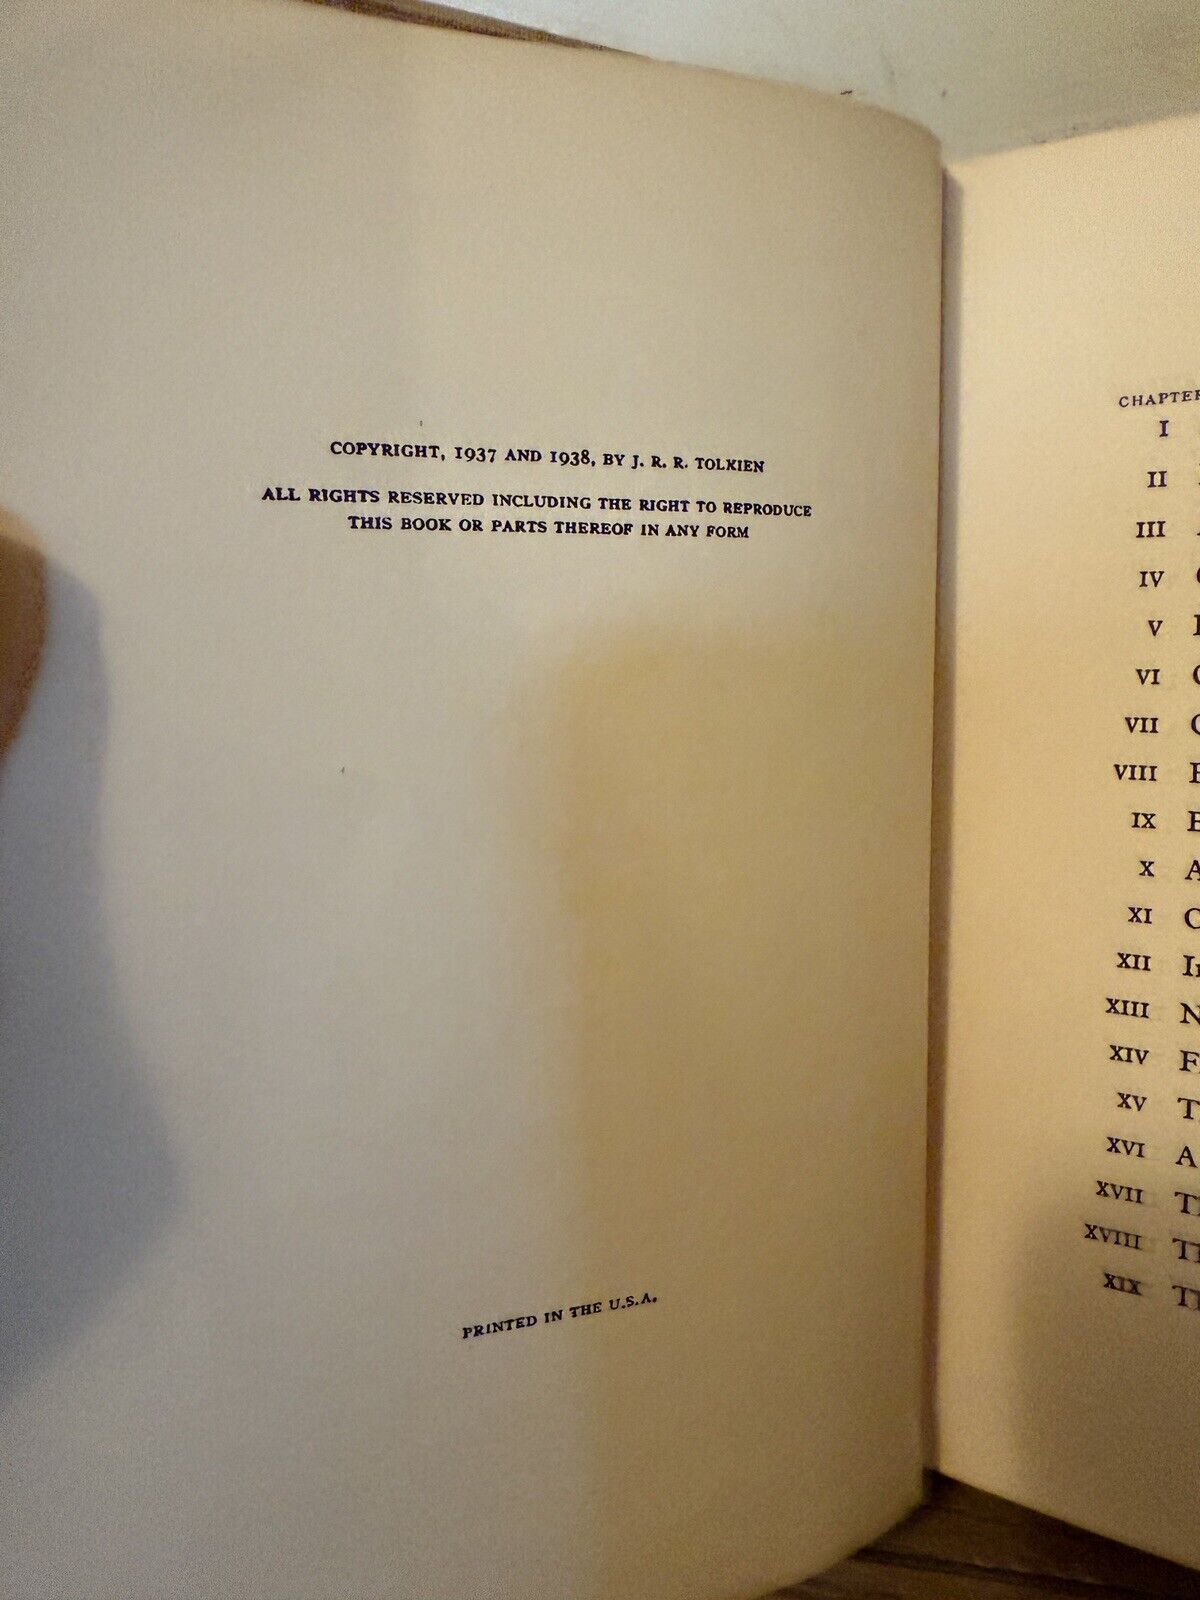 COPYRIGHT, 1937 AND 1938, BY J. R. R. TOLKIEN
ALL RIGHTS RESERVED INCLUDING THE RIGHT TO REPRODUCE
THIS BOOK OR PARTS THEREOF IN ANY FORM
PRINTED IN THE U.S.A.
CHAPTER
I
II
III
IV
V
VI
VII
VIII
IX
X
XI
XII
XIII
XIV
XV
XVI
XVII
XVIII
XIX